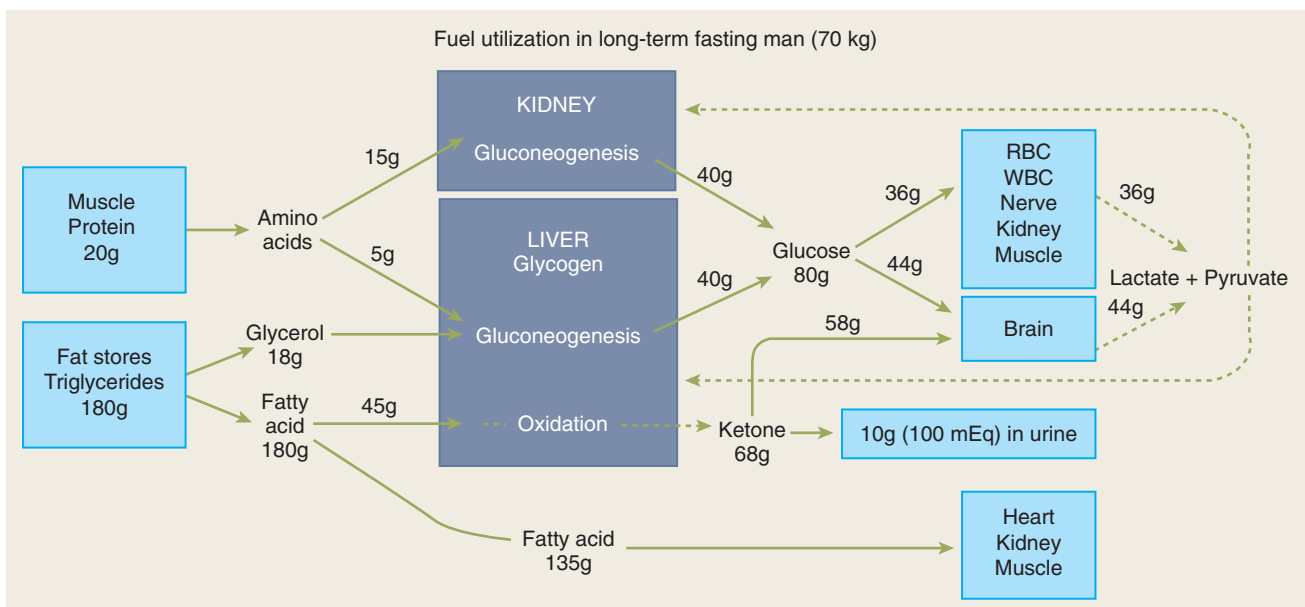 Fuel utilization in long-term fasting man (70 kg)
KIDNEY
Gluconeogenesis
15g
40g
Muscle
Protein
20g
Amino
acids
5g
LIVER
Glycogen
Gluconeogenesis
40g
Glucose
80g
36g
44g
RBC
WBC
Nerve
Kidney
Muscle
36g
Lactate + Pyruvate
44g
Brain
58g
Fat stores
Triglycerides
180g
Glycerol
18g
Fatty
acid
180g
45g
Oxidation
Ketone
68g
10g (100 mEq) in urine
Fatty acid
135g
Heart
Kidney
Muscle